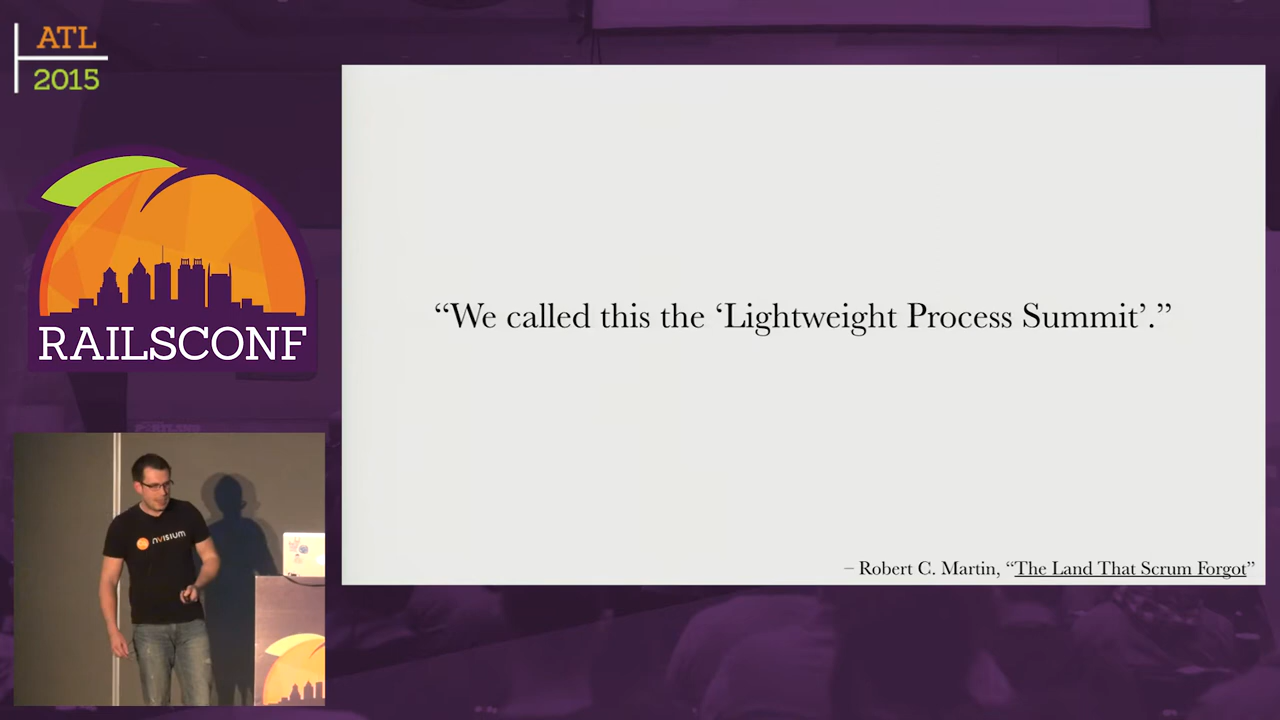 ATL
2015
RAILSCONF
“We called this the ‘Lightweight Process Summit’.”
– Robert C. Martin, “The Land That Scrum Forgot”
nvisium